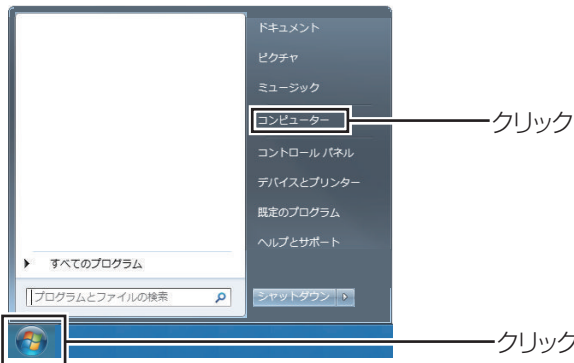 ドキュメント
ピクチャ
ミュージック
コンピューター
クリック
コントロール パネル
デバイスとプリンター
既定のプログラム
ヘルプとサポート
すべてのプログラム
プログラムとファイルの検索
シャットダウン
クリック